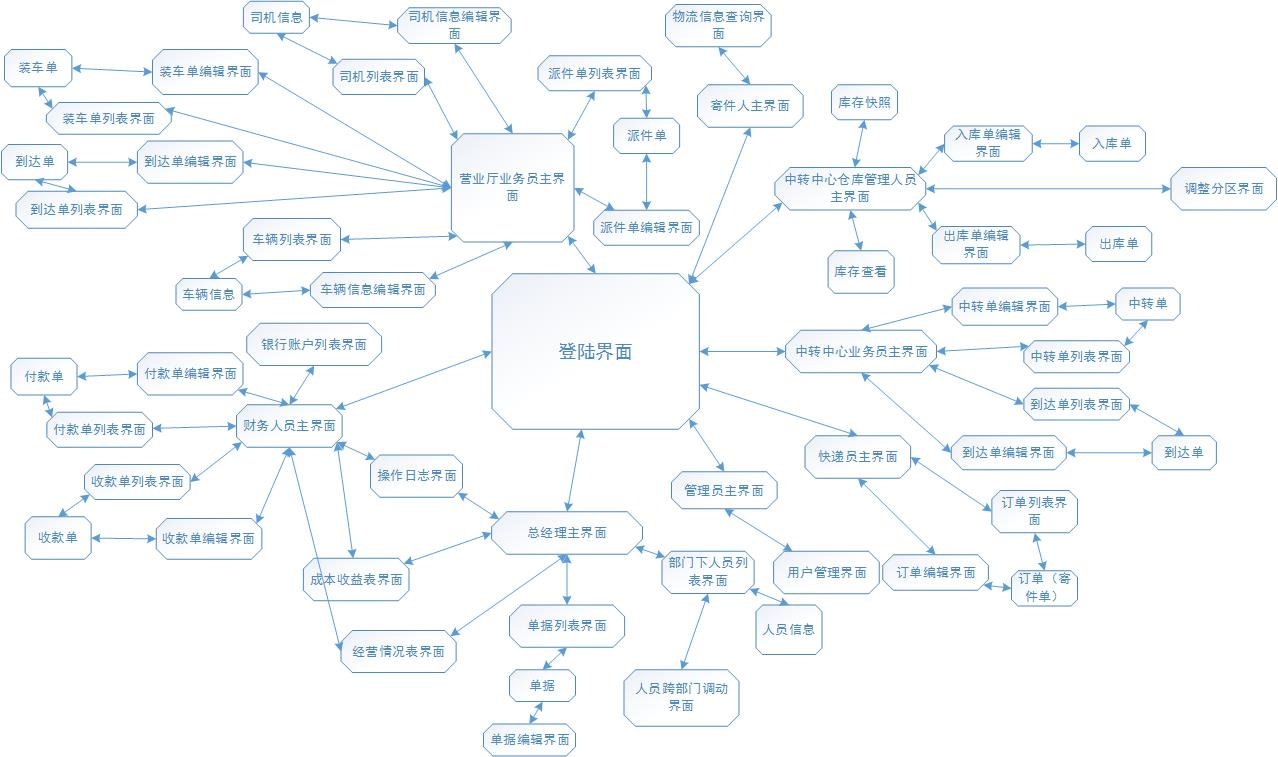 司机信息
司机信息编辑界
面
物流信息查询界
面
装车单
装车单编辑界面
司机列表界面
派件单列表界面
寄件人主界面
库存快照
装车单列表界面
派件单
入库单编辑
界面
入库单
到达单
到达单编辑界面
营业厅业务员主界
面
中转中心仓库管理人员
主界面
调整分区界面
到达单列表界面
派件单编辑界面
车辆列表界面
出库单编辑
界面
出库单
库存查看
车辆信息
车辆信息编辑界面
中转单编辑界面
中转单
银行账户列表界面
登陆界面
中转中心业务员主界面
中转单列表界面
付款单
付款单编辑界面
到达单列表界面
付款单列表界面
财务人员主界面
到达单编辑界面
到达单
快递员主界面
收款单列表界面
操作日志界面
管理员主界面
订单列表界
面
收款单
收款单编辑界面
总经理主界面
成本收益表界面
部门下人员列
表界面
用户管理界面
订单编辑界面
订单（寄
件单）
单据列表界面
人员信息
经营情况表界面
单据
人员跨部门调动
界面
单据编辑界面